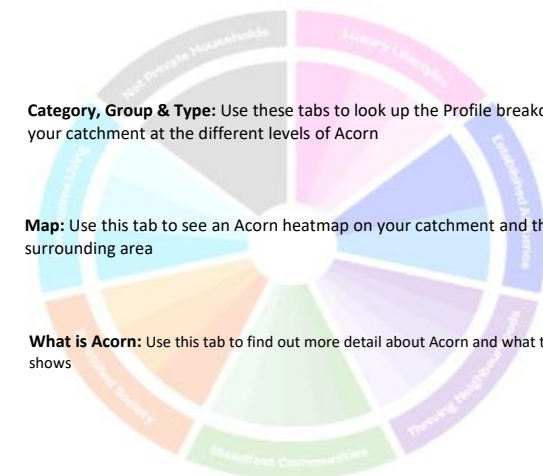 Not Private Households
Luxury Lifestyles
Category, Group & Type: Use these tabs to look up the Profile breakd
your catchment at the different levels of Acorn
Established Affluence
Living
Map: Use this tab to see an Acorn heatmap on your catchment and th
surrounding area
What is Acorn: Use this tab to find out more detail about Acorn and what t
shows
Society
Thriving
Steadfast Communities